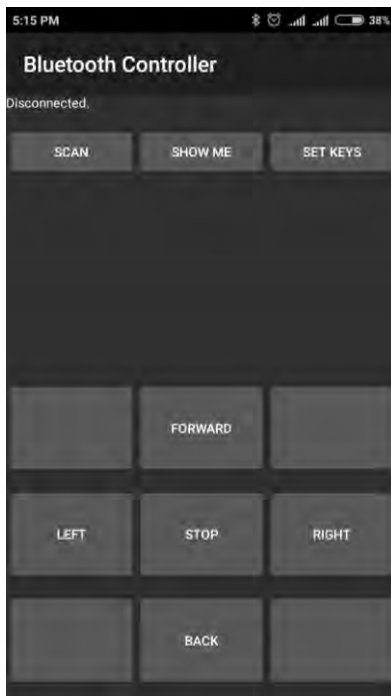 5:15 PM 38%
Bluetooth Controller
Disconnected.
SCAN SHOW ME SET KEYS
FORWARD
LEFT STOP RIGHT
BACK